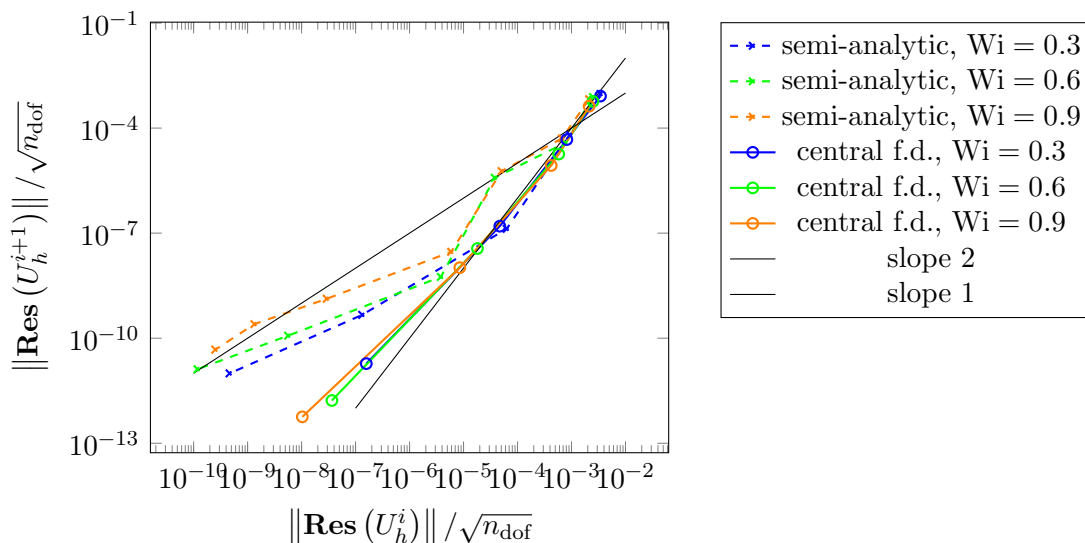 10^{-1}
10^{-4}
10^{-7}
10^{-10}
10^{-13}
‖Res (U_h^{i+1})‖ /√n_dof
10^{-10} 10^{-9} 10^{-8} 10^{-7} 10^{-6} 10^{-5} 10^{-4} 10^{-3} 10^{-2}
‖Res (U_h^i)‖ /√n_dof
semi-analytic, Wi = 0.3
semi-analytic, Wi = 0.6
semi-analytic, Wi = 0.9
central f.d., Wi = 0.3
central f.d., Wi = 0.6
central f.d., Wi = 0.9
slope 2
slope 1